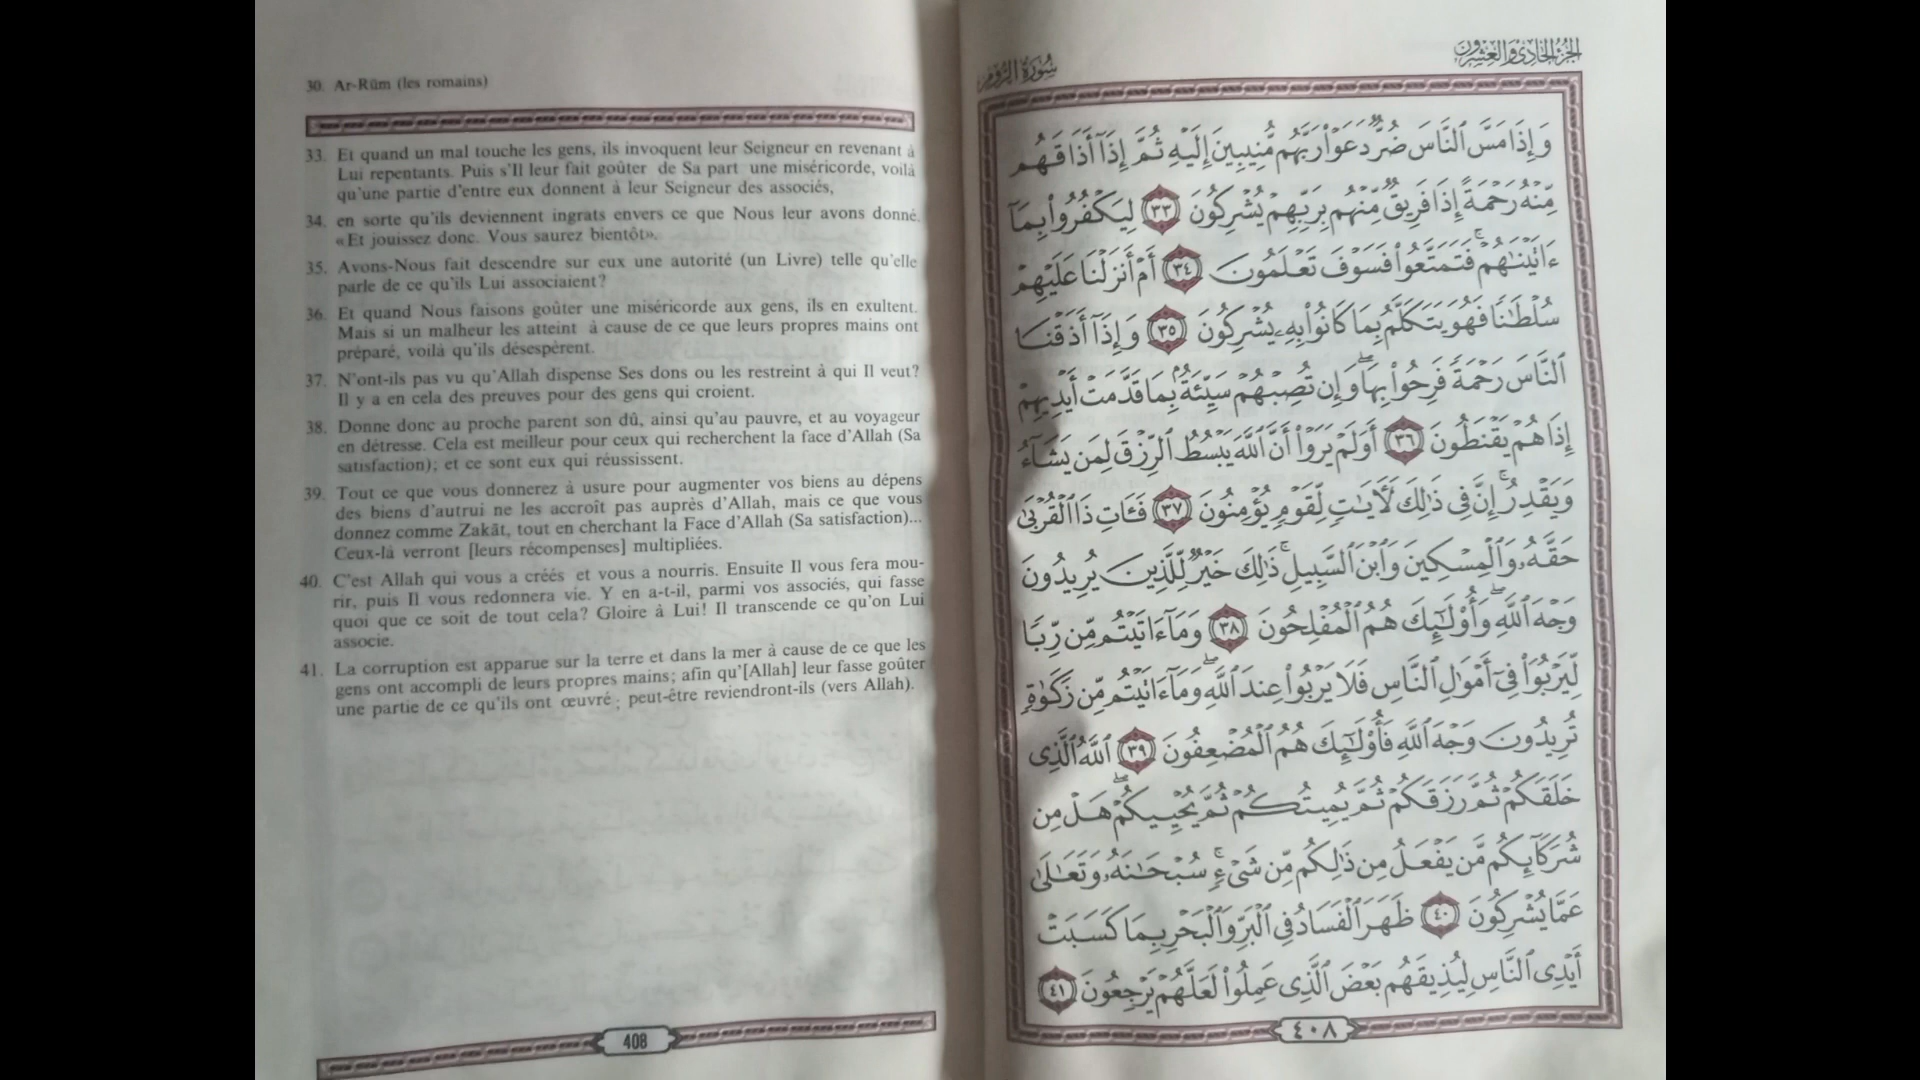 30. Ar-Rūm (les romains)
33. Et quand un mal touche les gens, ils invoquent leur Seigneur en revenant à
Lui repentants. Puis s'Il leur fait goûter de Sa part une miséricorde, voilà
qu'une partie d'entre eux donnent à leur Seigneur des associés,
34. en sorte qu'ils deviennent ingrats envers ce que Nous leur avons donné.
«Et jouissez donc. Vous saurez bientôt».
35. Avons-Nous fait descendre sur eux une autorité (un Livre) telle qu'elle
parle de ce qu'ils Lui associaient?
36. Et quand Nous faisons goûter une miséricorde aux gens, ils en exultent.
Mais si un malheur les atteint à cause de ce que leurs propres mains ont
préparé, voilà qu'ils désespèrent.
37. N'ont-ils pas vu qu'Allah dispense Ses dons ou les restreint à qui Il veut?
Il y a en cela des preuves pour des gens qui croient.
38. Donne donc au proche parent son dû, ainsi qu'au pauvre, et au voyageur
en détresse. Cela est meilleur pour ceux qui recherchent la face d'Allah (Sa
satisfaction); et ce sont eux qui réussissent.
39. Tout ce que vous donnerez à usure pour augmenter vos biens au dépens
des biens d'autrui ne les accroît pas auprès d'Allah, mais ce que vous
donnez comme Zakāt, tout en cherchant la Face d'Allah (Sa satisfaction)...
Ceux-là verront [leurs récompenses] multipliées.
40. C'est Allah qui vous a créés et vous a nourris. Ensuite Il vous fera mou-
rir, puis Il vous redonnera vie. Y en a-t-il, parmi vos associés, qui fasse
quoi que ce soit de tout cela? Gloire à Lui! Il transcende ce qu'on Lui
associe.
41. La corruption est apparue sur la terre et dans la mer à cause de ce que les
gens ont accompli de leurs propres mains; afin qu'[Allah] leur fasse goûter
une partie de ce qu'ils ont œuvré; peut-être reviendront-ils (vers Allah).
408
الجزء الحادي والعشرون
سورة الروم
وَإِذَا مَسَّ ٱلنَّاسَ ضُرٌّ دَعَوْا۟ رَبَّهُم مُّنِيبِينَ إِلَيْهِ ثُمَّ إِذَآ أَذَاقَهُم
مِّنْهُ رَحْمَةً إِذَا فَرِيقٌ مِّنْهُم بِرَبِّهِمْ يُشْرِكُونَ ٣٣ لِيَكْفُرُوا۟ بِمَآ
ءَاتَيْنَـٰهُمْ ۚ فَتَمَتَّعُوا۟ فَسَوْفَ تَعْلَمُونَ ٣٤ أَمْ أَنزَلْنَا عَلَيْهِمْ
سُلْطَـٰنًا فَهُوَ يَتَكَلَّمُ بِمَا كَانُوا۟ بِهِۦ يُشْرِكُونَ ٣٥ وَإِذَآ أَذَقْنَا
ٱلنَّاسَ رَحْمَةً فَرِحُوا۟ بِهَا ۖ وَإِن تُصِبْهُمْ سَيِّئَةٌۢ بِمَا قَدَّمَتْ أَيْدِيهِمْ
إِذَا هُمْ يَقْنَطُونَ ٣٦ أَوَلَمْ يَرَوْا۟ أَنَّ ٱللَّهَ يَبْسُطُ ٱلرِّزْقَ لِمَن يَشَآءُ
وَيَقْدِرُ ۚ إِنَّ فِى ذَٰلِكَ لَـَٔايَـٰتٍ لِّقَوْمٍ يُؤْمِنُونَ ٣٧ فَـَٔاتِ ذَا ٱلْقُرْبَىٰ
حَقَّهُۥ وَٱلْمِسْكِينَ وَٱبْنَ ٱلسَّبِيلِ ۚ ذَٰلِكَ خَيْرٌ لِّلَّذِينَ يُرِيدُونَ
وَجْهَ ٱللَّهِ ۖ وَأُو۟لَـٰٓئِكَ هُمُ ٱلْمُفْلِحُونَ ٣٨ وَمَآ ءَاتَيْتُم مِّن رِّبًا
لِّيَرْبُوَا۟ فِىٓ أَمْوَٰلِ ٱلنَّاسِ فَلَا يَرْبُوا۟ عِندَ ٱللَّهِ ۖ وَمَآ ءَاتَيْتُم مِّن زَكَوٰةٍ
تُرِيدُونَ وَجْهَ ٱللَّهِ فَأُو۟لَـٰٓئِكَ هُمُ ٱلْمُضْعِفُونَ ٣٩ ٱللَّهُ ٱلَّذِى
خَلَقَكُمْ ثُمَّ رَزَقَكُمْ ثُمَّ يُمِيتُكُمْ ثُمَّ يُحْيِيكُمْ ۖ هَلْ مِن
شُرَكَآئِكُم مَّن يَفْعَلُ مِن ذَٰلِكُم مِّن شَىْءٍ ۚ سُبْحَـٰنَهُۥ وَتَعَـٰلَىٰ
عَمَّا يُشْرِكُونَ ٤٠ ظَهَرَ ٱلْفَسَادُ فِى ٱلْبَرِّ وَٱلْبَحْرِ بِمَا كَسَبَتْ
أَيْدِى ٱلنَّاسِ لِيُذِيقَهُم بَعْضَ ٱلَّذِى عَمِلُوا۟ لَعَلَّهُمْ يَرْجِعُونَ ٤١
٤٠٨